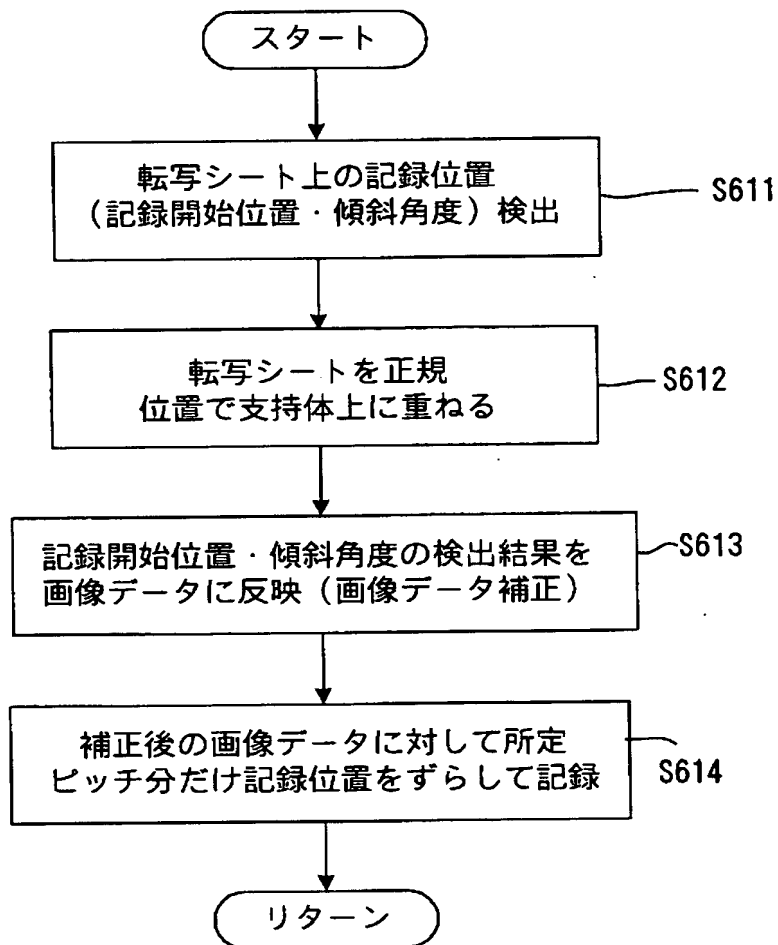 スタート
転写シート上の記録位置
（記録開始位置・傾斜角度）検出
S611
転写シートを正規
位置で支持体上に重ねる
S612
記録開始位置・傾斜角度の検出結果を
画像データに反映（画像データ補正）
S613
補正後の画像データに対して所定
ピッチ分だけ記録位置をずらして記録
S614
リターン